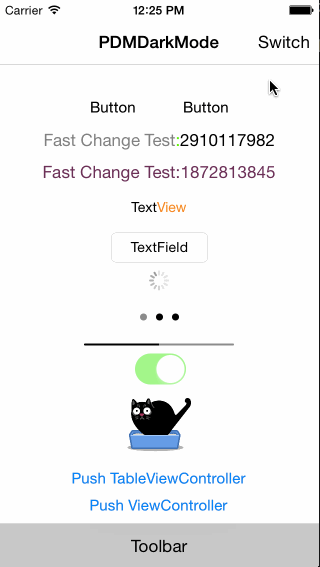 Carrier 12:25 PM
PDMDarkMode Switch
Button Button
Fast Change Test:2910117982
Fast Change Test:1872813845
TextView
TextField
Push TableViewController
Push ViewController
Toolbar